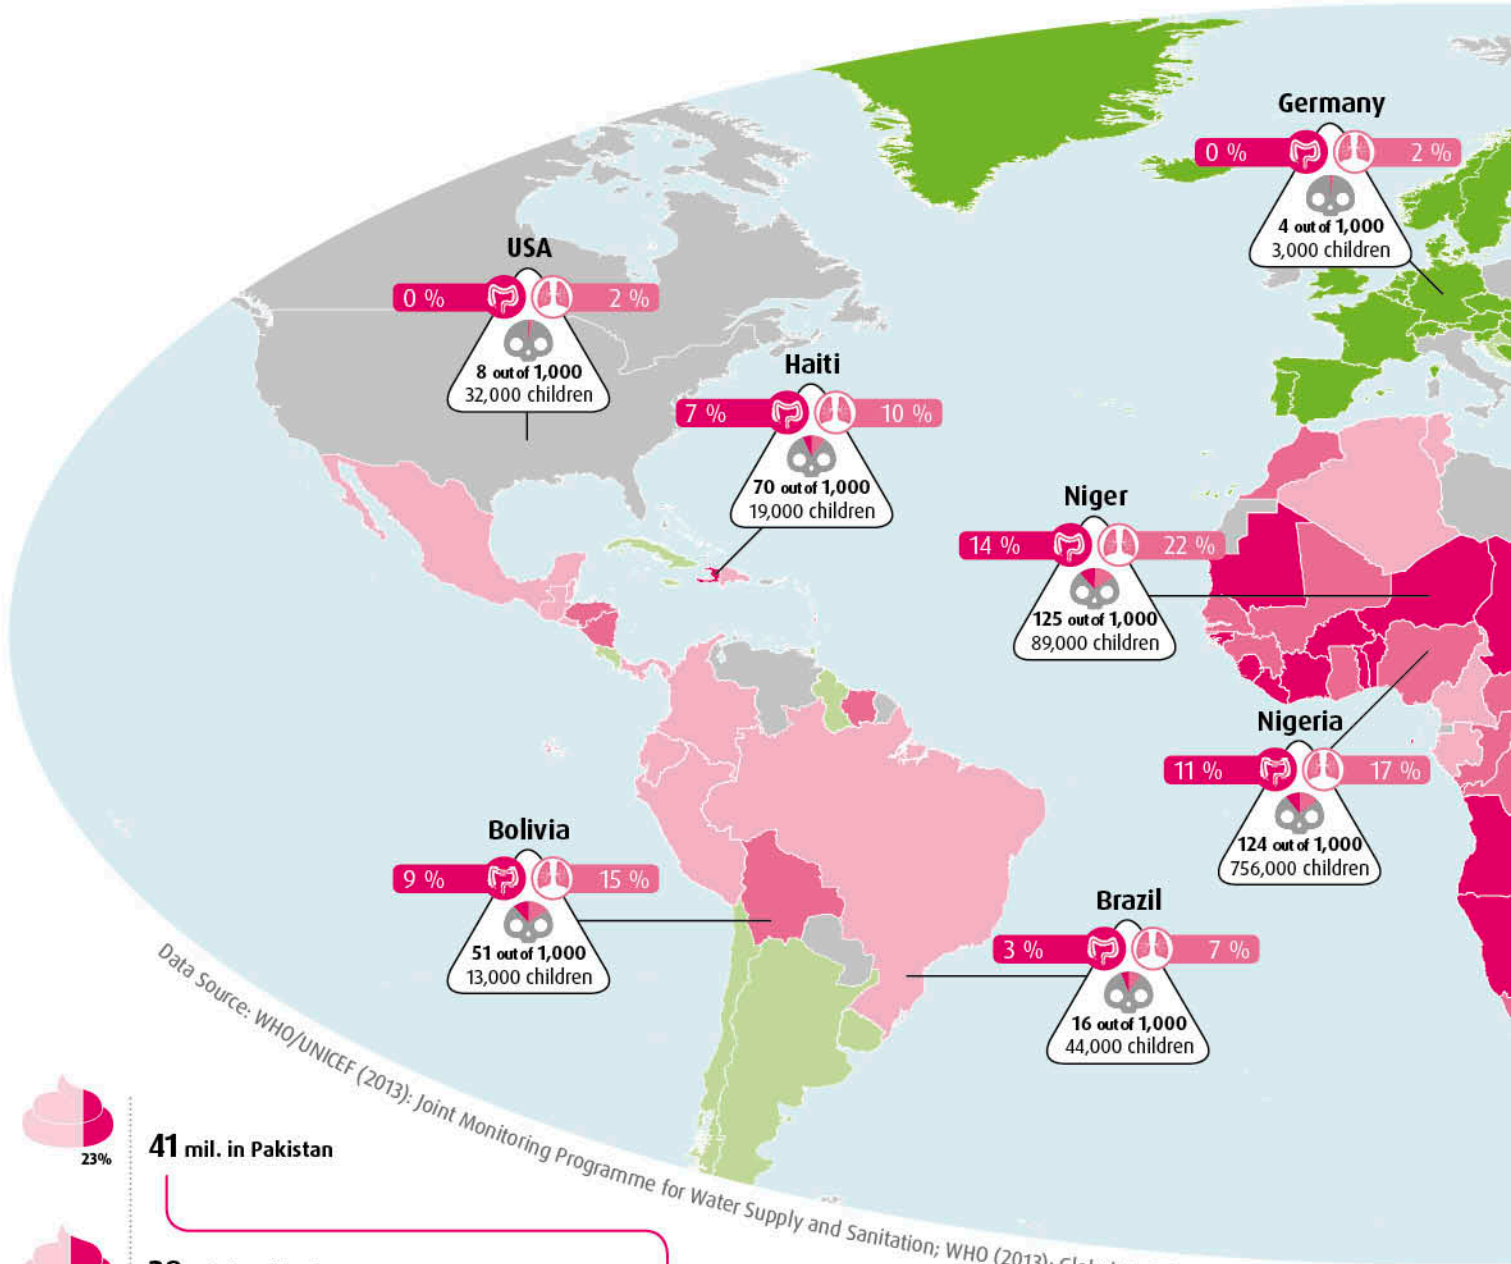 Germany
0 %
2 %
4 out of 1,000
3,000 children
USA
0 %
2 %
8 out of 1,000
32,000 children
Haiti
7 %
10 %
70 out of 1,000
19,000 children
Niger
14 %
22 %
125 out of 1,000
89,000 children
Nigeria
11 %
17 %
124 out of 1,000
756,000 children
Bolivia
9 %
15 %
51 out of 1,000
13,000 children
Brazil
3 %
7 %
16 out of 1,000
44,000 children
Data Source: WHO/UNICEF (2013): Joint Monitoring Programme for Water Supply and Sanitation; WHO (2013):
23%
41 mil. in Pakistan